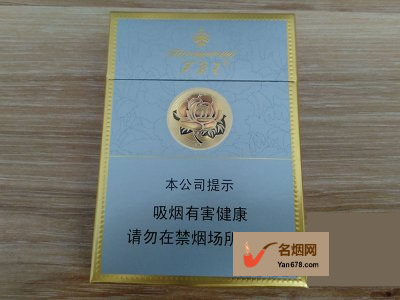 本公司提示
吸烟有害健康
请勿在禁烟场所
名烟网
Yan678.com